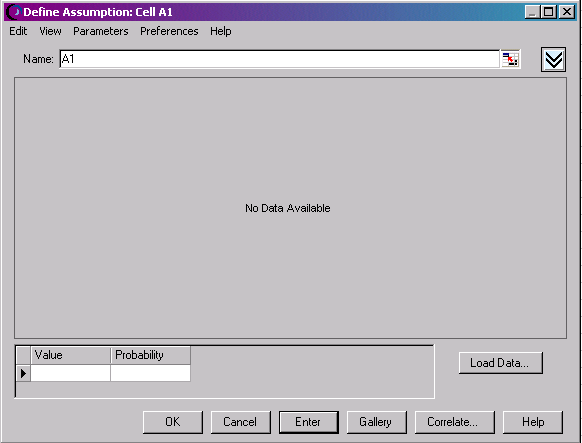 Define Assumption: Cell A1
Edit View Parameters Preferences Help
Name: A1
No Data Available
Value Probability
Load Data...
OK Cancel Enter Gallery Correlate... Help